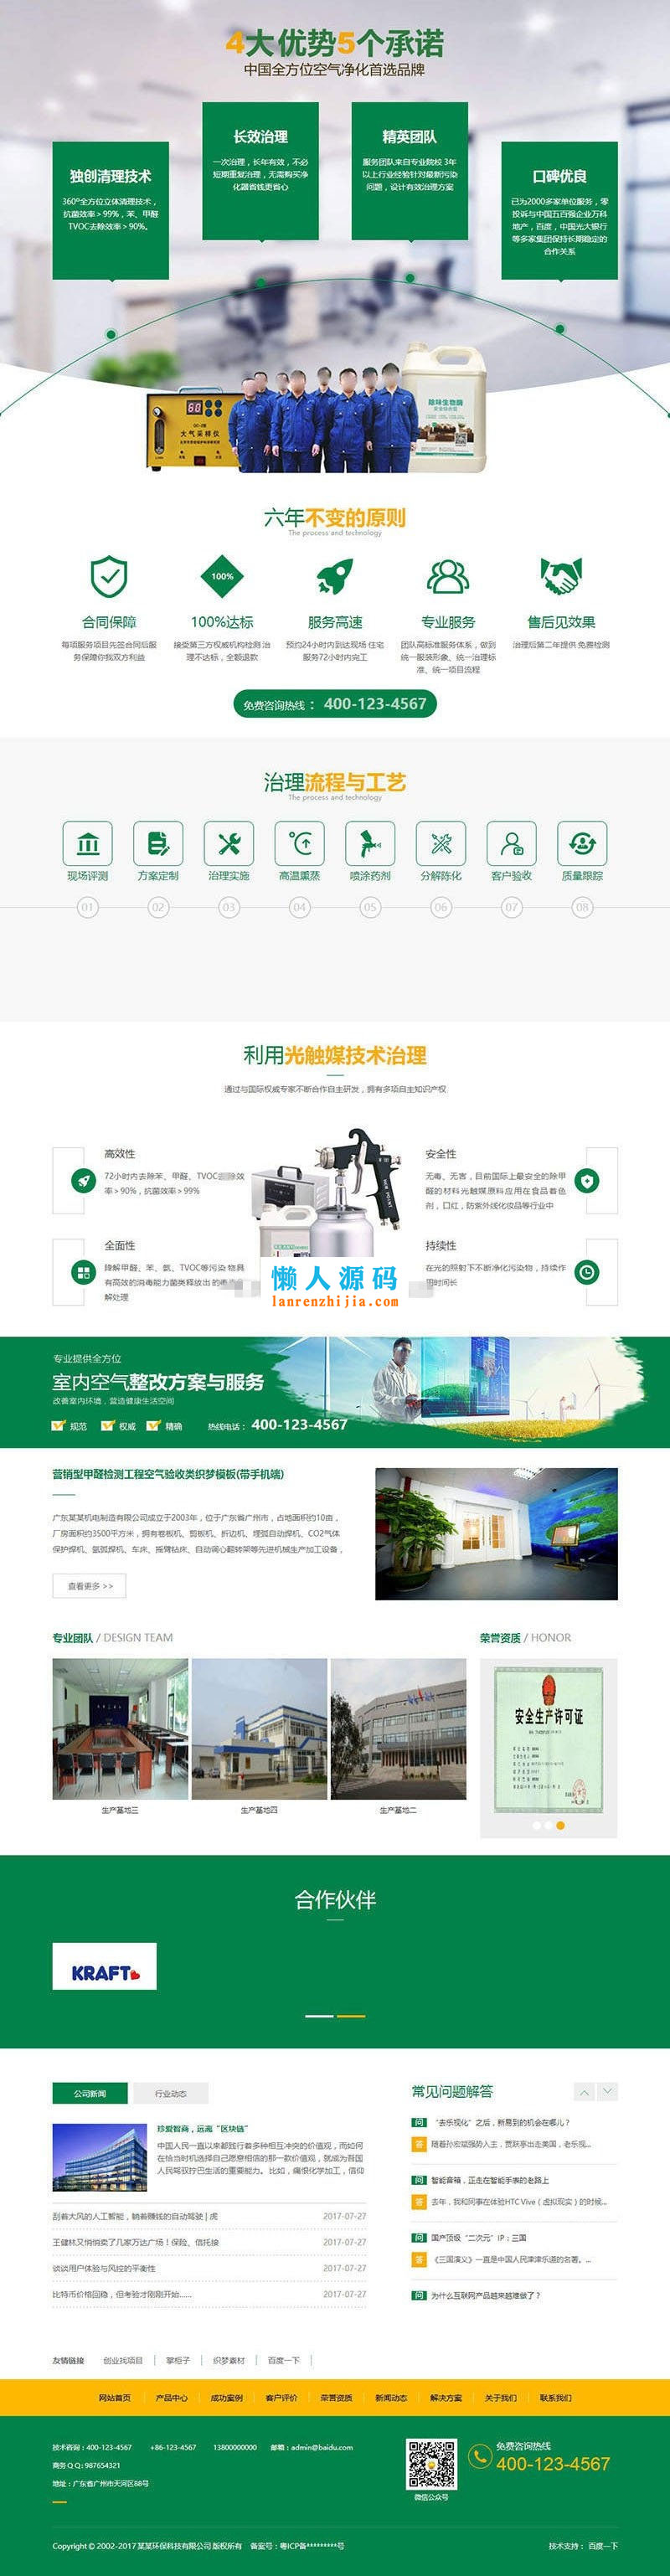 4大优势5个承诺
中国全方位空气净化首选品牌
长效治理
一次治理，长年有效，不必
短期重复治理，无需购买净
化器省钱更省心
精英团队
服务团队来自专业院校 3年
以上行业经验针对最新污染
问题，设计有效治理方案
独创清理技术
360°全方位立体清理技术，
抗菌效率＞99%，苯、甲醛
TVOC去除效率＞90%。
口碑优良
已为2000多家单位服务，零
投诉与中国五百强企业万科
地产，百度，中国光大银行
等多家集团保持长期稳定的
合作关系
60
大气采样仪
除味生物酶
六年不变的原则
The process and technology
100%
合同保障
每项服务项目先签合同后服
务保障你我双方利益
100%达标
接受第三方权威机构检测 治
理不达标，全额退款
服务高速
预约24小时内到达现场 住宅
服务72小时内完工
专业服务
团队高标准服务体系，做到
统一服装形象、统一治理标
准、统一项目流程
售后见效果
治理后第二年提供 免费检测
免费咨询热线： 400-123-4567
治理流程与工艺
The process and technology
现场评测 方案定制 治理实施 高温熏蒸 喷涂药剂 分解陈化 客户验收 质量跟踪
01 02 03 04 05 06 07 08
利用光触媒技术治理
通过与国际权威专家不断合作自主研发，拥有多项自主知识产权
高效性
72小时内去除苯、甲醛、TVOC
效
率＞90%，抗菌效率＞99%
安全性
无毒、无害，目前国际上最安全的除甲
醛的材料光触媒原料应用在食品着色
剂，口红，防紫外线化妆品等行业中
全面性
降解甲醛、苯、氨、TVOC等污染 物具
有高效的消毒能力菌类释放出的
解处理
持续性
在光的照射下不断净化污染物，持续作
用时间长
懒人源码
lanrenzhijia.com
专业提供全方位
室内空气整改方案与服务
改善室内环境，营造健康生活空间
规范 权威 精确 热线电话： 400-123-4567
营销型甲醛检测工程空气验收类织梦模板(带手机端)
广东某某机电制造有限公司成立于2003年，位于广东省广州市，占地面积约10亩，
厂房面积约3500平方米，拥有卷板机、剪板机、折边机、埋弧自动焊机、CO2气体
保护焊机、氩弧焊机、车床、摇臂钻床、自动调心翻转架等先进机械生产加工设备，
查看更多 >>
专业团队 / DESIGN TEAM
荣誉资质 / HONOR
安全生产许可证
生产基地三 生产基地四 生产基地二
合作伙伴
KRAFT
公司新闻 行业动态
珍爱智商，远离“区块链”
中国人民一直以来都践行着多种相互冲突的价值观，而如何
在恰当时机选择自己愿意相信的那一款价值观，就成为吾国
人民驾驭拧巴生活的重要能力。比如，痛恨化学加工，信仰
刮着大风的人工智能，躺着赚钱的自动驾驶 | 虎 2017-07-27
王健林又悄悄卖了几家万达广场！保险、信托接 2017-07-27
谈谈用户体验与风控的平衡性 2017-07-27
比特币价格回稳，但考验才刚刚开始...... 2017-07-27
常见问题解答
问 “去乐视化”之后，新易到的机会在哪儿？
答 随着孙宏斌强势入主，贾跃亭出走美国，老乐视...
问 智能音箱，正走在智能手表的老路上
答 去年，我和同事在体验HTC Vive（虚拟现实）的时候...
问 国产顶级“二次元”IP：三国
答 《三国演义》一直是中国人民津津乐道的名著。...
问 为什么互联网产品越来越难做了？
友情链接 创业找项目 掌柜子 织梦素材 百度一下
网站首页 产品中心 成功案例 客户评价 荣誉资质 新闻动态 解决方案 关于我们 联系我们
技术咨询：400-123-4567 +86-123-4567 13800000000 邮箱：admin@baidu.com
商务QQ：987654321
地址：广东省广州市天河区88号
微信公众号
免费咨询热线
400-123-4567
Copyright © 2002-2017 某某环保科技有限公司 版权所有 备案号：粤ICP备*********号
技术支持：百度一下